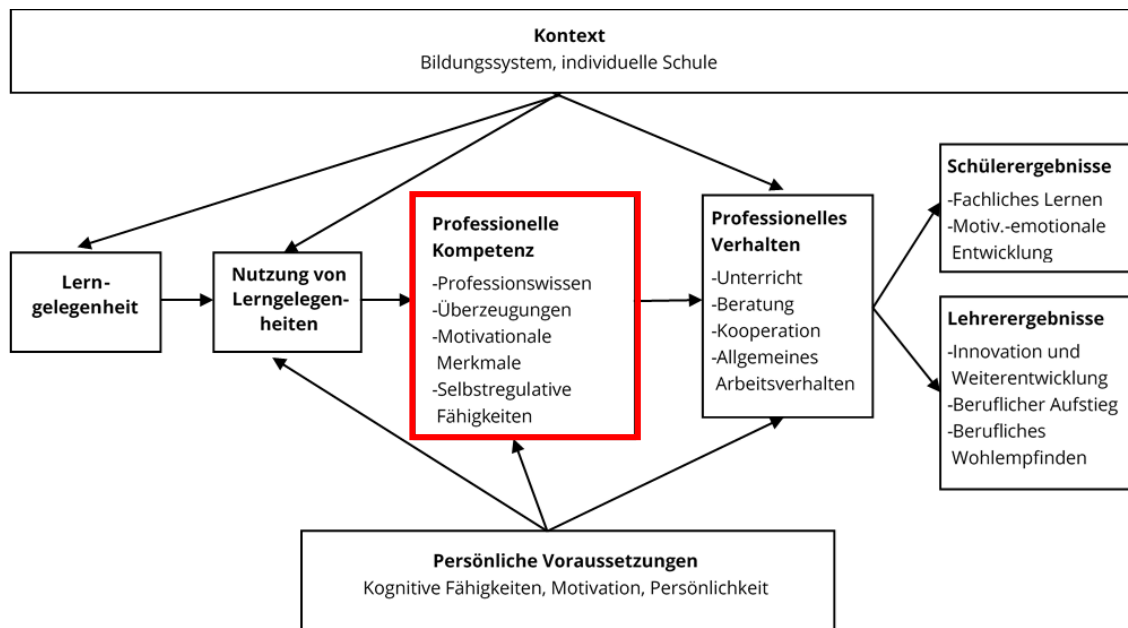 Kontext
Bildungssystem, individuelle Schule
Lern-
gelegenheit
Nutzung von
Lerngelegen-
heiten
Professionelle
Kompetenz
-Professionswissen
-Überzeugungen
-Motivationale
Merkmale
-Selbstregulative
Fähigkeiten
Professionelles
Verhalten
-Unterricht
-Beratung
-Kooperation
-Allgemeines
Arbeitsverhalten
Schülerergebnisse
-Fachliches Lernen
-Motiv.-emotionale
Entwicklung
Lehrerergebnisse
-Innovation und
Weiterentwicklung
-Beruflicher Aufstieg
-Berufliches
Wohlempfinden
Persönliche Voraussetzungen
Kognitive Fähigkeiten, Motivation, Persönlichkeit